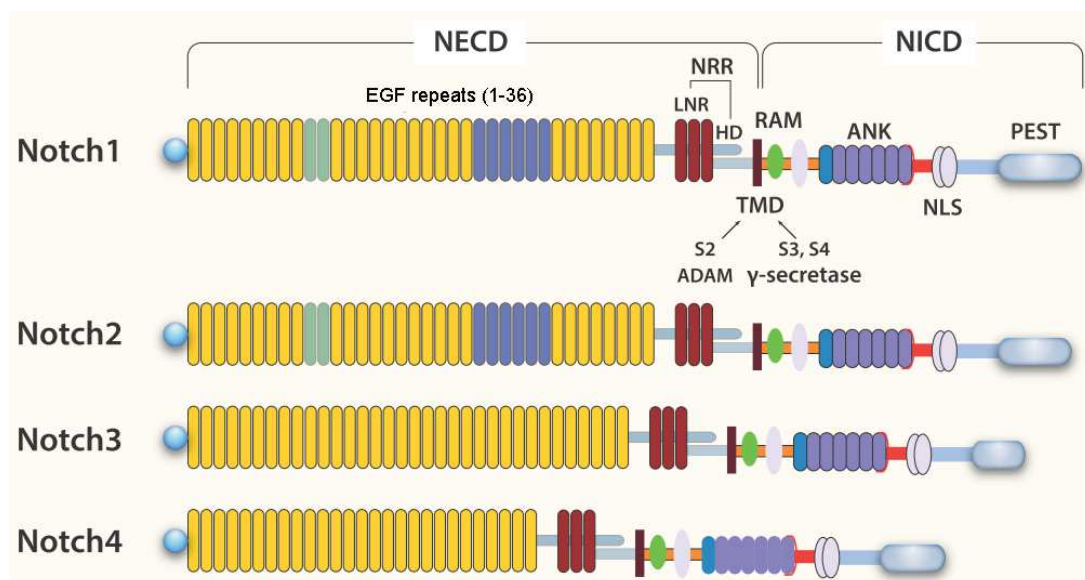 NECD
NICD
NRR
EGF repeats (1-36)
LNR
HD
RAM
ANK
PEST
Notch1
NLS
TMD
S2
S3, S4
ADAM
γ-secretase
Notch2
Notch3
Notch4